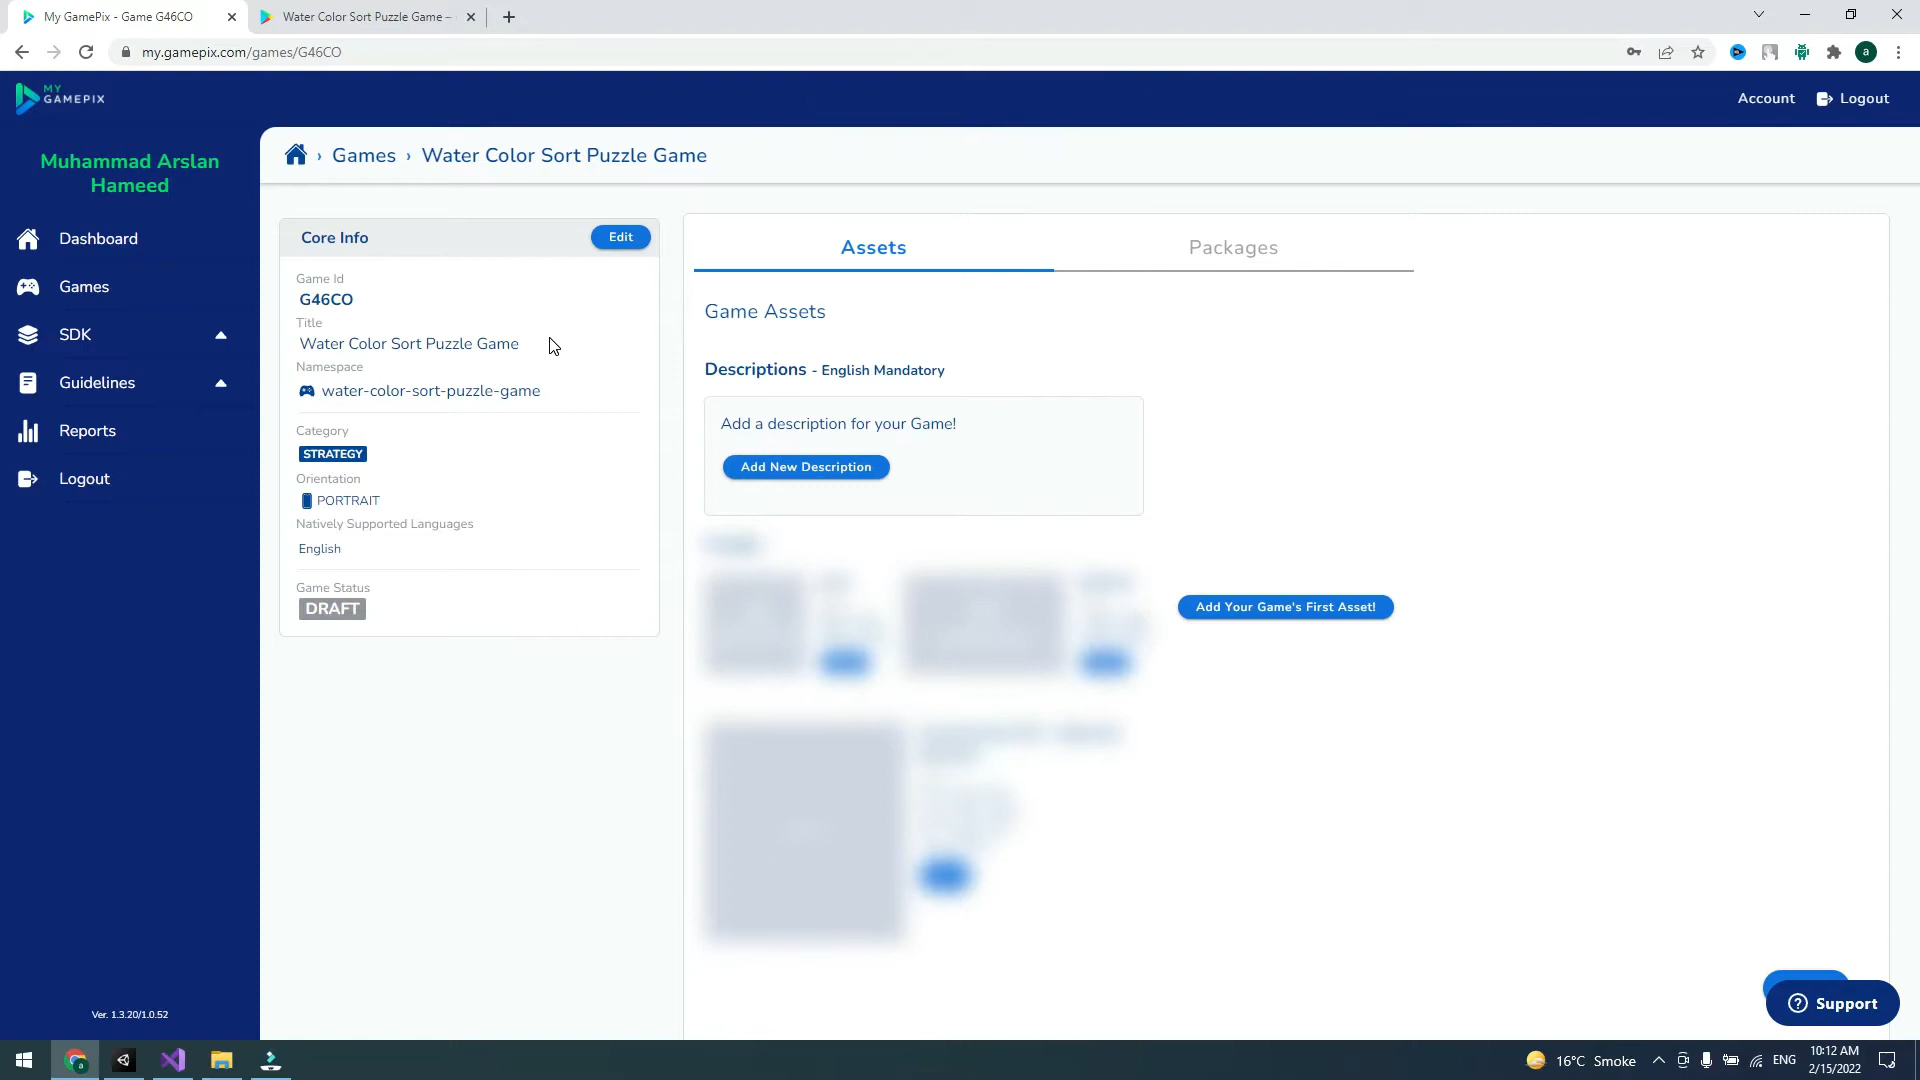 My GamePix - Game G46CO
Water Color Sort Puzzle Game –
my.gamepix.com/games/G46CO
a
MY
GAMEPIX
Account
Logout
Muhammad Arslan
Hameed
Games
Water Color Sort Puzzle Game
Dashboard
Games
SDK
Guidelines
Reports
Logout
Ver. 1.3.20/1.0.52
Core Info
Edit
Game Id
G46CO
Title
Water Color Sort Puzzle Game
Namespace
water-color-sort-puzzle-game
Category
STRATEGY
Orientation
PORTRAIT
Natively Supported Languages
English
Game Status
DRAFT
Assets
Packages
Game Assets
Descriptions - English Mandatory
Add a description for your Game!
Add New Description
Add Your Game's First Asset!
Support
16°C Smoke
ENG
10:12 AM
2/15/2022